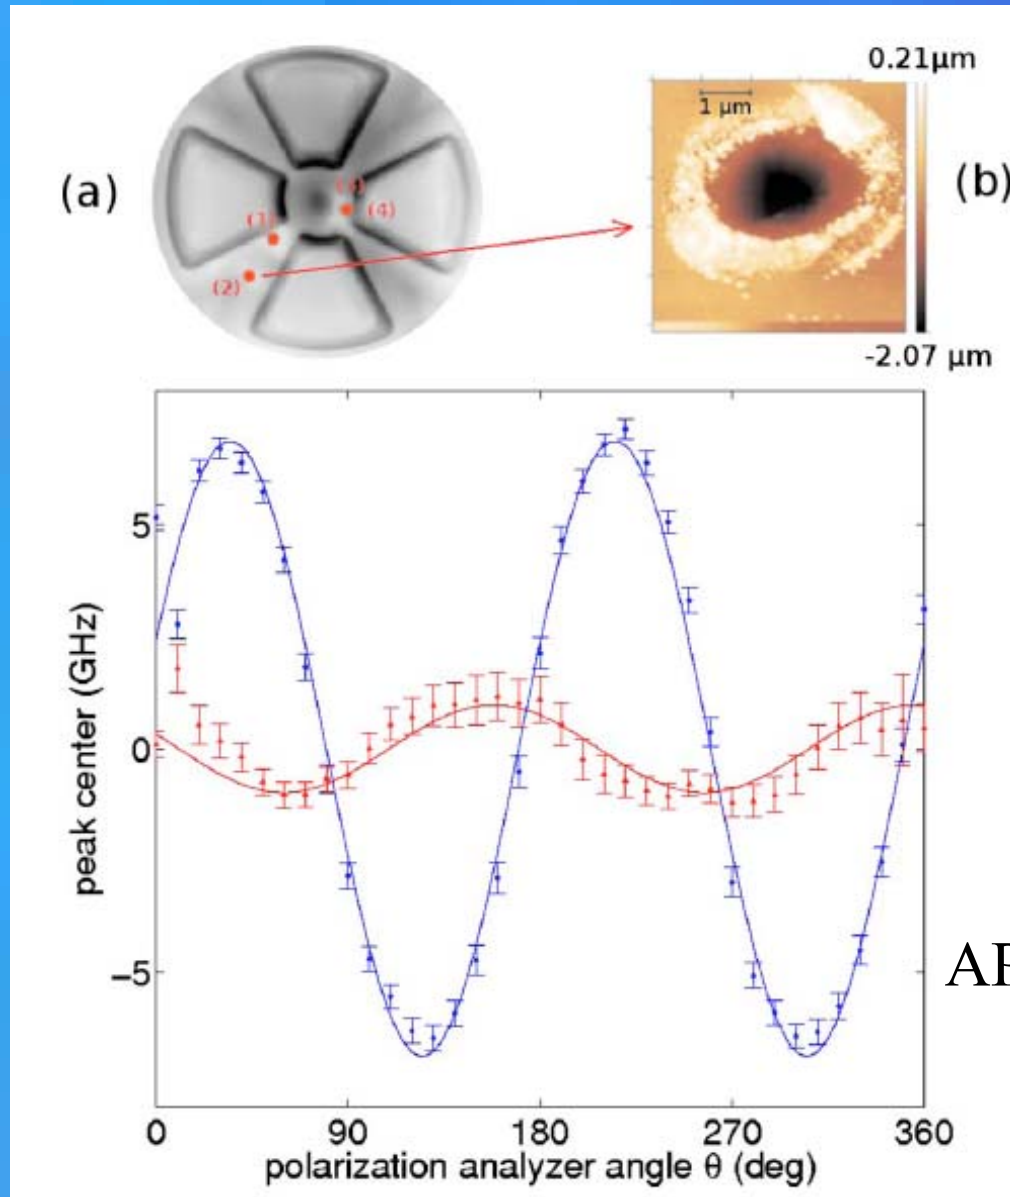 0.21µm
1 µm
(a)
(b)
(3)
(1)
(4)
(2)
-2.07 µm
5
0
−5
peak center (GHz)
0 90 180 270 360
polarization analyzer angle θ (deg)